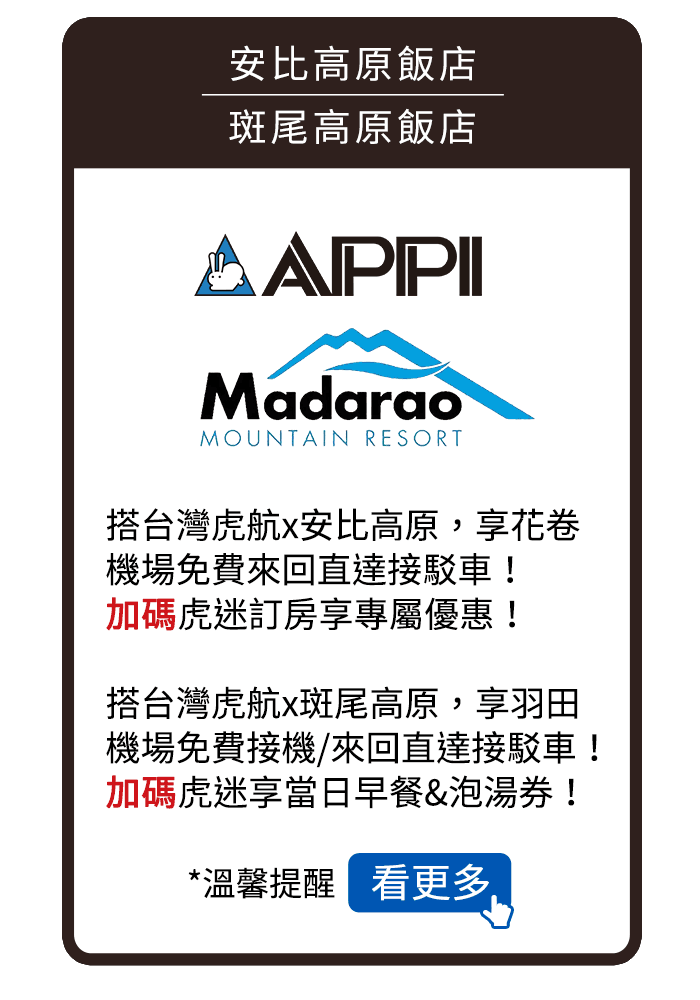 安比高原飯店
斑尾高原飯店
APPI
Madarao
MOUNTAIN RESORT
搭台灣虎航x安比高原，享花卷
機場免費來回直達接駁車！
加碼虎迷訂房享專屬優惠！
搭台灣虎航x斑尾高原，享羽田
機場免費接機/來回直達接駁車！
加碼虎迷享當日早餐&泡湯券！
*溫馨提醒 看更多